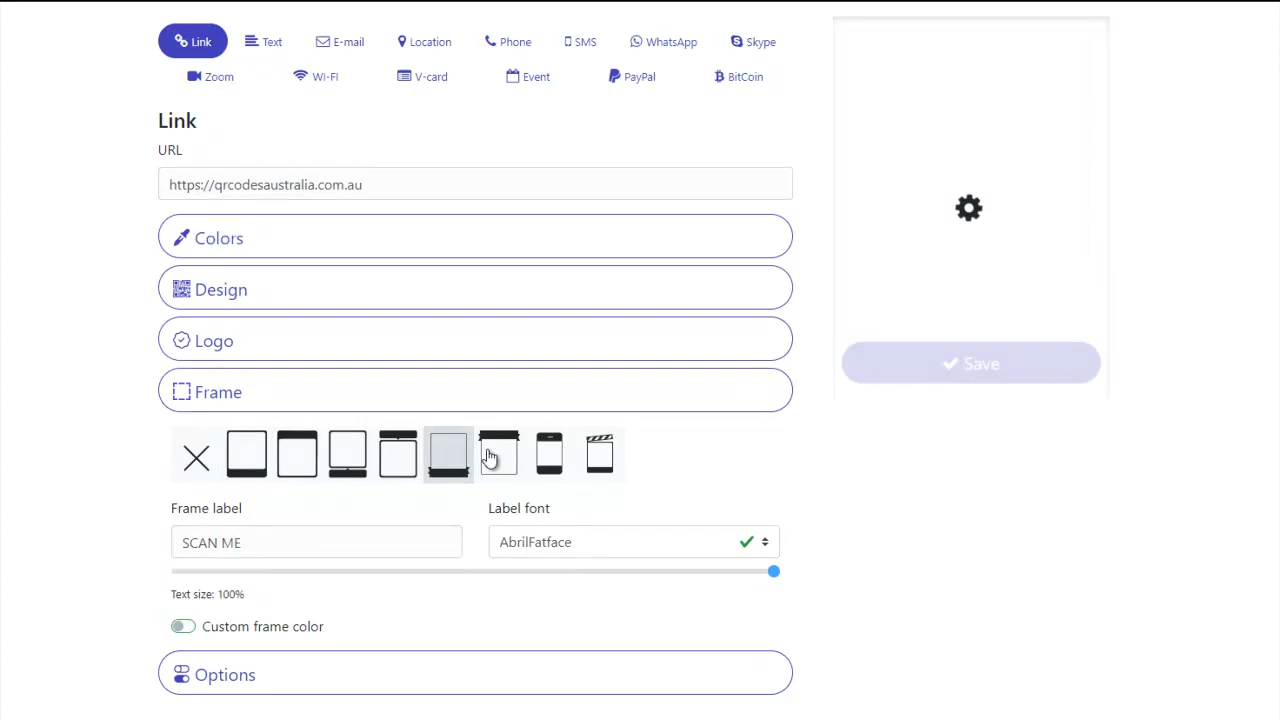 Link Text E-mail Location Phone SMS WhatsApp Skype
Zoom WI-FI V-card Event PayPal BitCoin
Link
URL
https://qrcodesaustralia.com.au
Colors
Design
Logo
Frame
Frame label Label font
SCAN ME AbrilFatface
Text size: 100%
Custom frame color
Options
Save